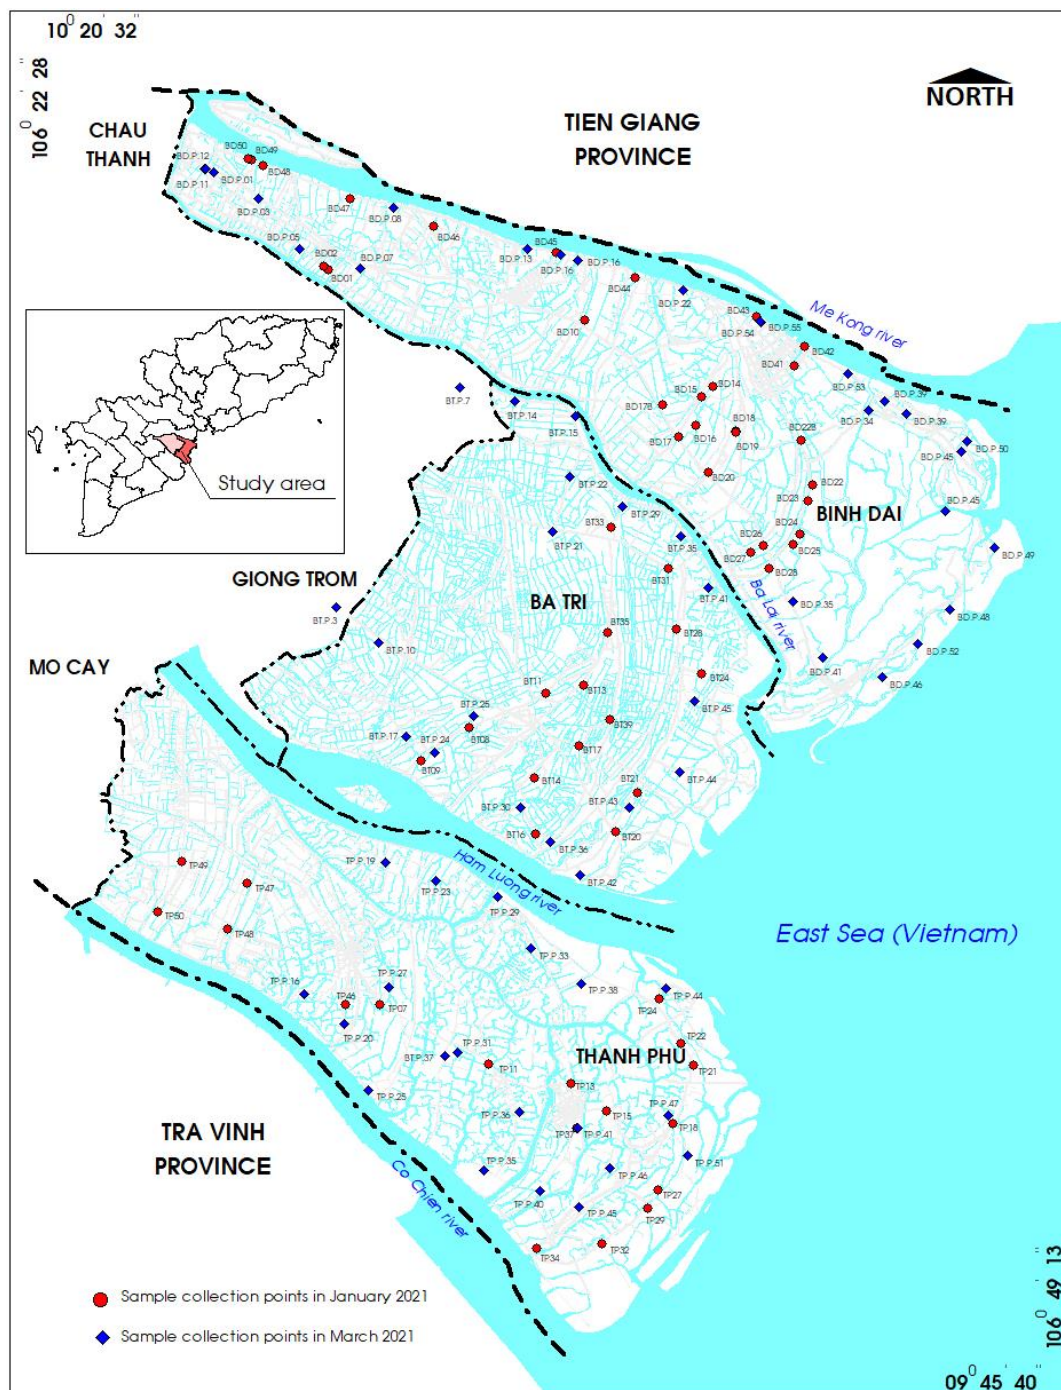 10° 20' 32''
106° 22' 28''
NORTH
CHAU
THANH
TIEN GIANG
PROVINCE
BD50
BD49
BD.P.12
BD48
BD.P.01
BD.P.11
BD.P.03
BD47
BD.P.08
BD46
BD.P.05
BD02
BD.P.07
BD01
BD45
BD.P.13
BD.P.16
BD.P.16
BD44
BD.P.22
BD10
BD43
BD.P.55
BD.P.54
Me Kong river
BD42
BD41
BD.P.53
BT.P.7
BT.P.14
BT.P.15
BD15
BD14
BD17B
BD.P.37
BD.P.34
BD.P.39
BD16
BD18
BD17
BD19
BD22B
BD.P.50
BD.P.45
BD20
Study area
BT.P.22
BD22
BD23
BINH DAI
BD.P.45
BT.P.29
BT33
BT.P.21
BT.P.35
BD24
BD26
BD25
BD27
BD.P.49
BD28
GIONG TROM
BT31
BT.P.41
BA TRI
Ba Lai river
BD.P.35
BD.P.48
BT.P.3
BT35
BT28
BT.P.10
BD.P.52
MO CAY
BD.P.41
BD.P.46
BT24
BT11
BT13
BT.P.45
BT.P.25
BT39
BT08
BT.P.17
BT.P.24
BT17
BT09
BT14
BT.P.44
BT21
BT.P.43
BT.P.30
BT16
BT20
BT.P.36
BT.P.42
Ham Luong river
TP49
TP.P.19
TP47
TP.P.23
TP.P.29
TP50
TP48
East Sea (Vietnam)
TP.P.33
TP.P.27
TP.P.16
TP.P.38
TP.P.44
TP46
TP07
TP24
TP.P.20
TP22
TP.P.31
BT.P.37
TP11
THANH PHU
TP21
TP13
TP.P.25
TP.P.36
TP15
TP.P.47
TP18
TP37
TP.P.41
TRA VINH
PROVINCE
TP.P.51
TP.P.35
TP.P.46
Co Chien river
TP27
TP.P.40
TP.P.45
TP29
TP34
TP32
Sample collection points in January 2021
Sample collection points in March 2021
106° 49' 13''
09° 45' 40''